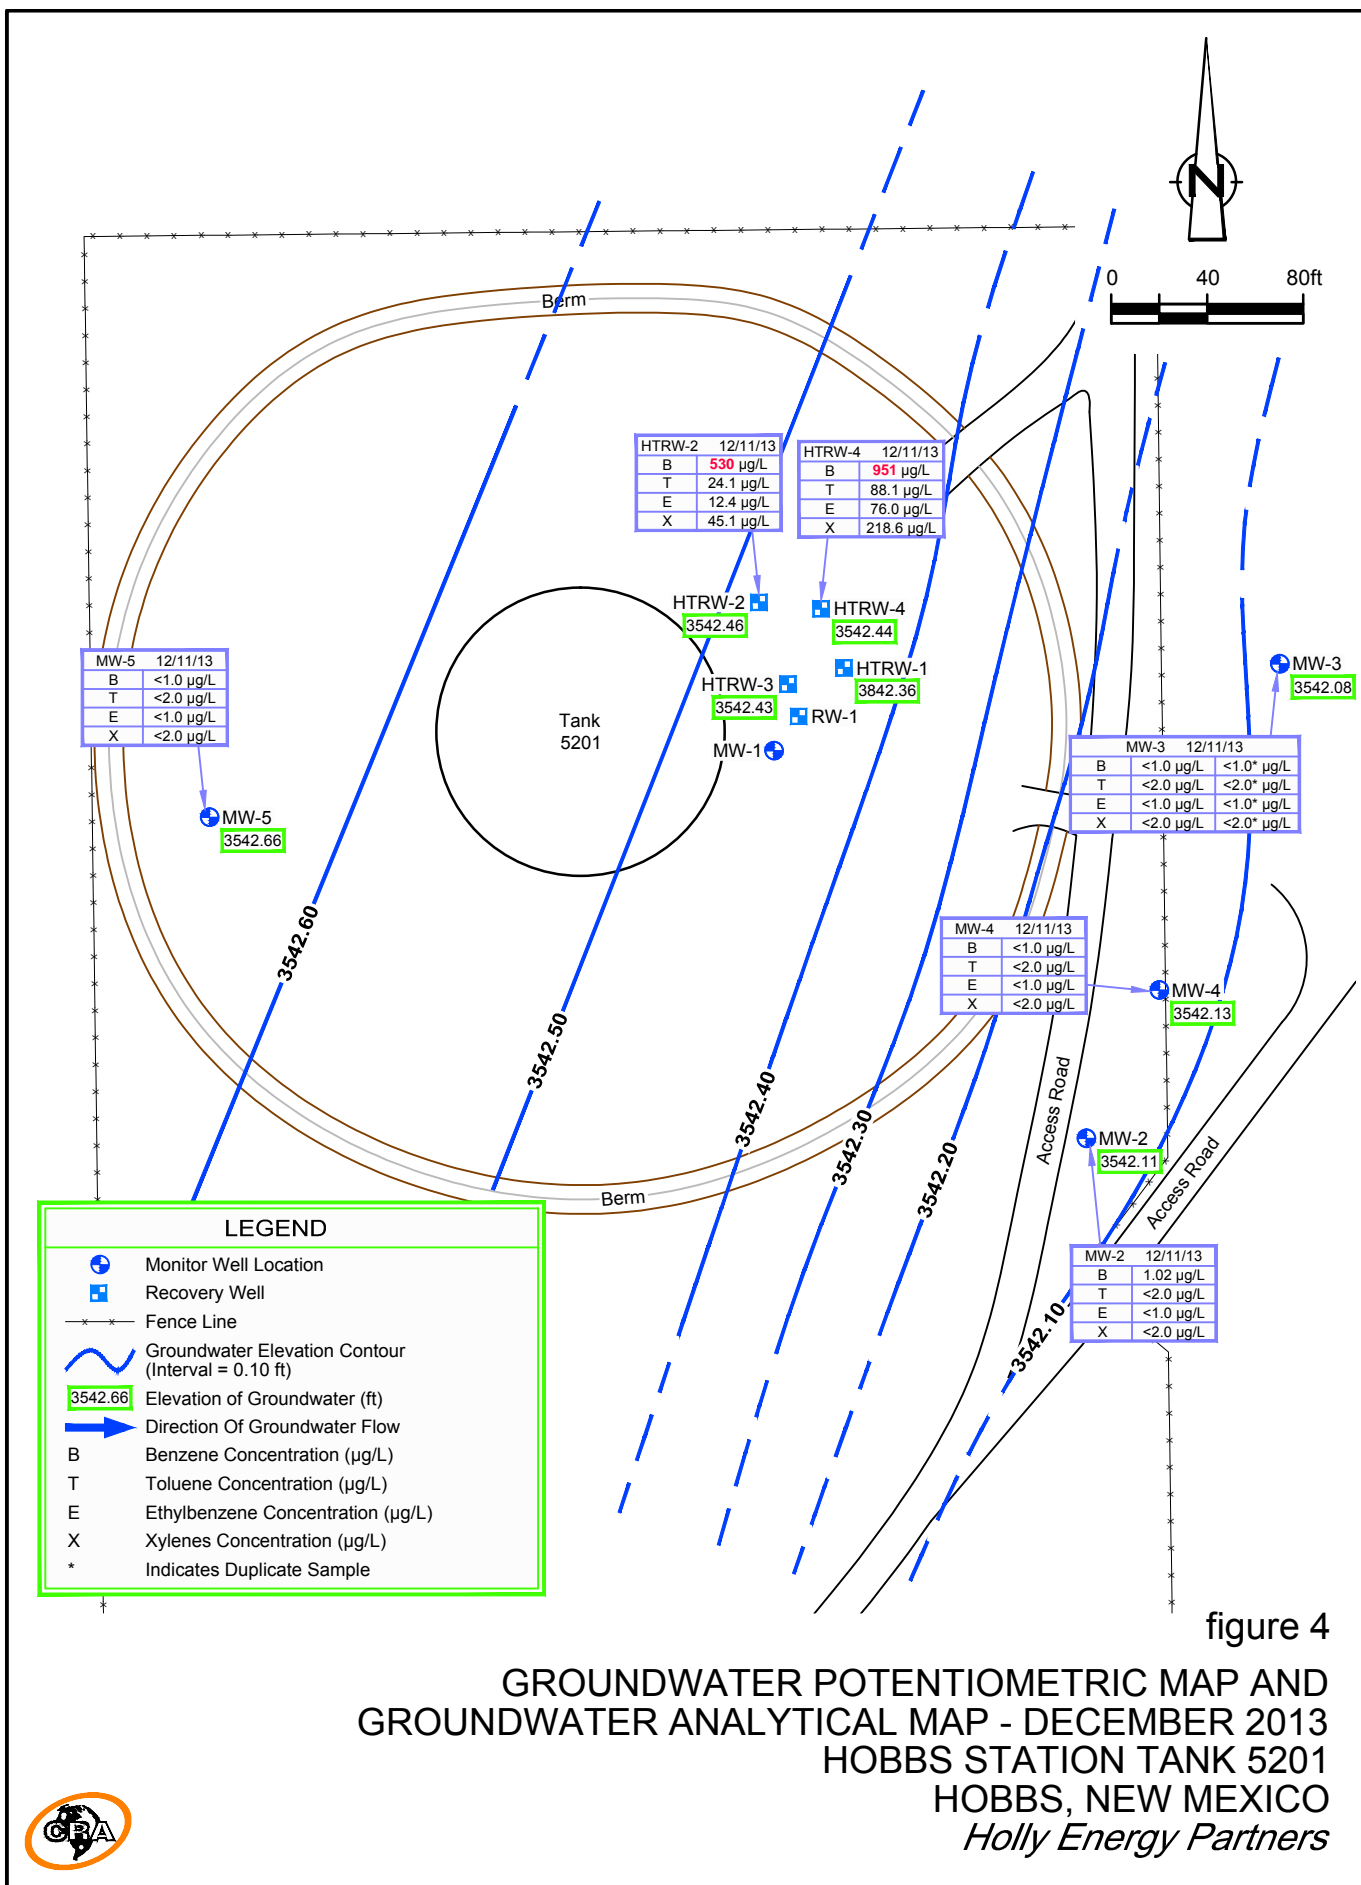 N
0 40 80ft
Berm
HTRW-2 12/11/13
B 530 µg/L
T 24.1 µg/L
E 12.4 µg/L
X 45.1 µg/L
HTRW-4 12/11/13
B 951 µg/L
T 88.1 µg/L
E 76.0 µg/L
X 218.6 µg/L
HTRW-2
3542.46
HTRW-4
3542.44
HTRW-1
3842.36
HTRW-3
3542.43
RW-1
MW-1
Tank
5201
MW-5 12/11/13
B <1.0 µg/L
T <2.0 µg/L
E <1.0 µg/L
X <2.0 µg/L
MW-5
3542.66
MW-3
3542.08
MW-3 12/11/13
B <1.0 µg/L <1.0* µg/L
T <2.0 µg/L <2.0* µg/L
E <1.0 µg/L <1.0* µg/L
X <2.0 µg/L <2.0* µg/L
MW-4 12/11/13
B <1.0 µg/L
T <2.0 µg/L
E <1.0 µg/L
X <2.0 µg/L
MW-4
3542.13
3542.60
3542.50
3542.40
3542.30
3542.20
3542.10
Access Road
MW-2
3542.11
Access Road
Berm
MW-2 12/11/13
B 1.02 µg/L
T <2.0 µg/L
E <1.0 µg/L
X <2.0 µg/L
LEGEND
Monitor Well Location
Recovery Well
Fence Line
Groundwater Elevation Contour
(Interval = 0.10 ft)
3542.66 Elevation of Groundwater (ft)
Direction Of Groundwater Flow
B Benzene Concentration (µg/L)
T Toluene Concentration (µg/L)
E Ethylbenzene Concentration (µg/L)
X Xylenes Concentration (µg/L)
* Indicates Duplicate Sample
figure 4
GROUNDWATER POTENTIOMETRIC MAP AND
GROUNDWATER ANALYTICAL MAP - DECEMBER 2013
HOBBS STATION TANK 5201
HOBBS, NEW MEXICO
Holly Energy Partners
CRA